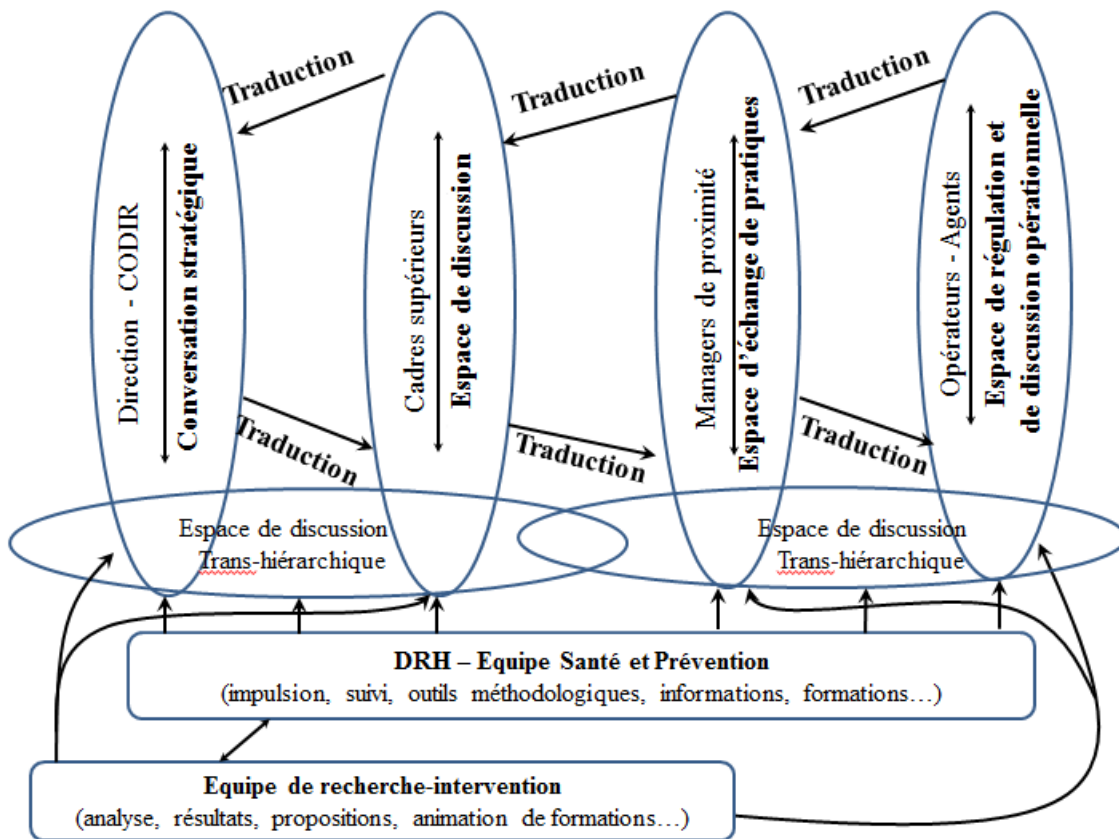 Traduction
Traduction
Traduction
Direction - CODIR
Conversation stratégique
Cadres supérieurs
Espace de discussion
Managers de proximité
Espace d'échange de pratiques
Opérateurs - Agents
Espace de régulation et
de discussion opérationnelle
Traduction
Traduction
Traduction
Espace de discussion
Trans-hiérarchique
Espace de discussion
Trans-hiérarchique
DRH – Equipe Santé et Prévention
(impulsion, suivi, outils méthodologiques, informations, formations…)
Equipe de recherche-intervention
(analyse, résultats, propositions, animation de formations…)